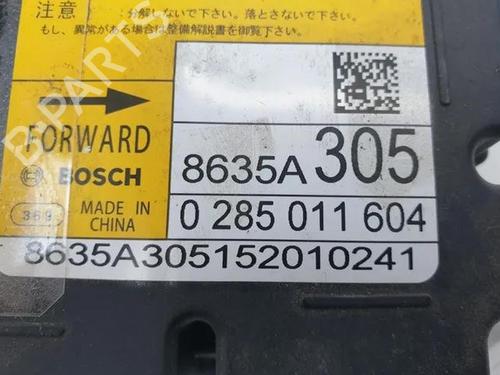 注意 : 分解しないで下さい。落とさないで下さい。
もし、異常がある場合は整備解説書を御覧下さい。
FORWARD
BOSCH
8635A 305
369
MADE IN
CHINA
0 285 011 604
8635A305152010241
B-PARTS